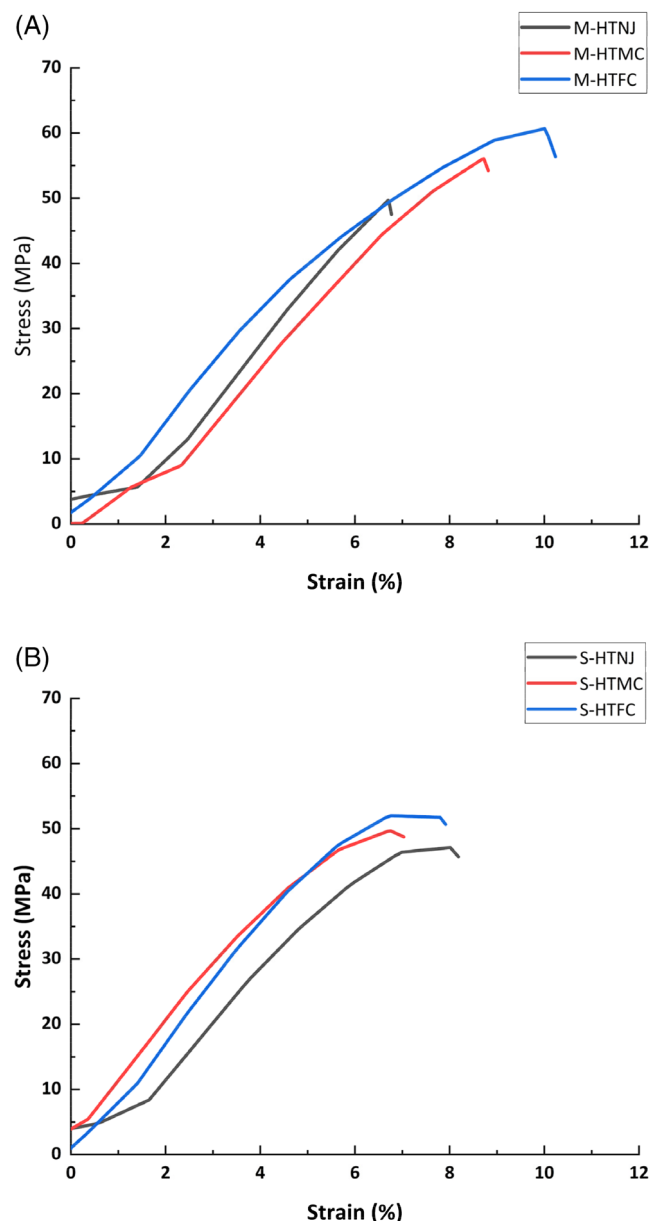 (A)
M-HTNJ
M-HTMC
M-HTFC
70
60
50
40
30
20
10
0
Stress (MPa)
0 2 4 6 8 10 12
Strain (%)
(B)
S-HTNJ
S-HTMC
S-HTFC
70
60
50
40
30
20
10
0
Stress (MPa)
0 2 4 6 8 10 12
Strain (%)